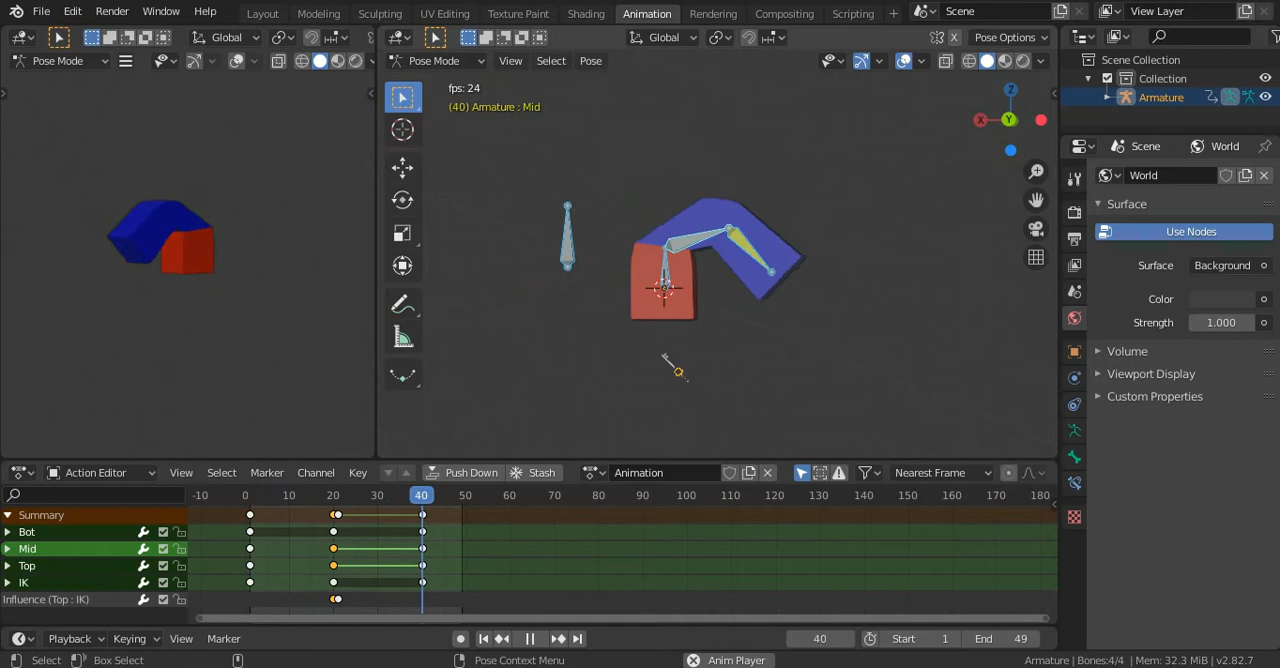 File Edit Render Window Help Layout Modeling Sculpting UV Editing Texture Paint Shading Animation Rendering Compositing Scripting + Scene View Layer
Global Global X Pose Options
Pose Mode Pose Mode View Select Pose
Scene Collection
Collection
Armature
fps: 24
(40) Armature : Mid
Z
X
Y
Scene World
World
Surface
Use Nodes
Surface Background
Color
Strength 1.000
Volume
Viewport Display
Custom Properties
Action Editor View Select Marker Channel Key Push Down Stash Animation Nearest Frame
-10 0 10 20 30 40 50 60 70 80 90 100 110 120 130 140 150 160 170 180
Summary
Bot
Mid
Top
IK
Influence (Top : IK)
Playback Keying View Marker 40 Start 1 End 49
Select Box Select Pose Context Menu Anim Player Armature | Bones:4/4 | Mem: 32.3 MiB | v2.82.7